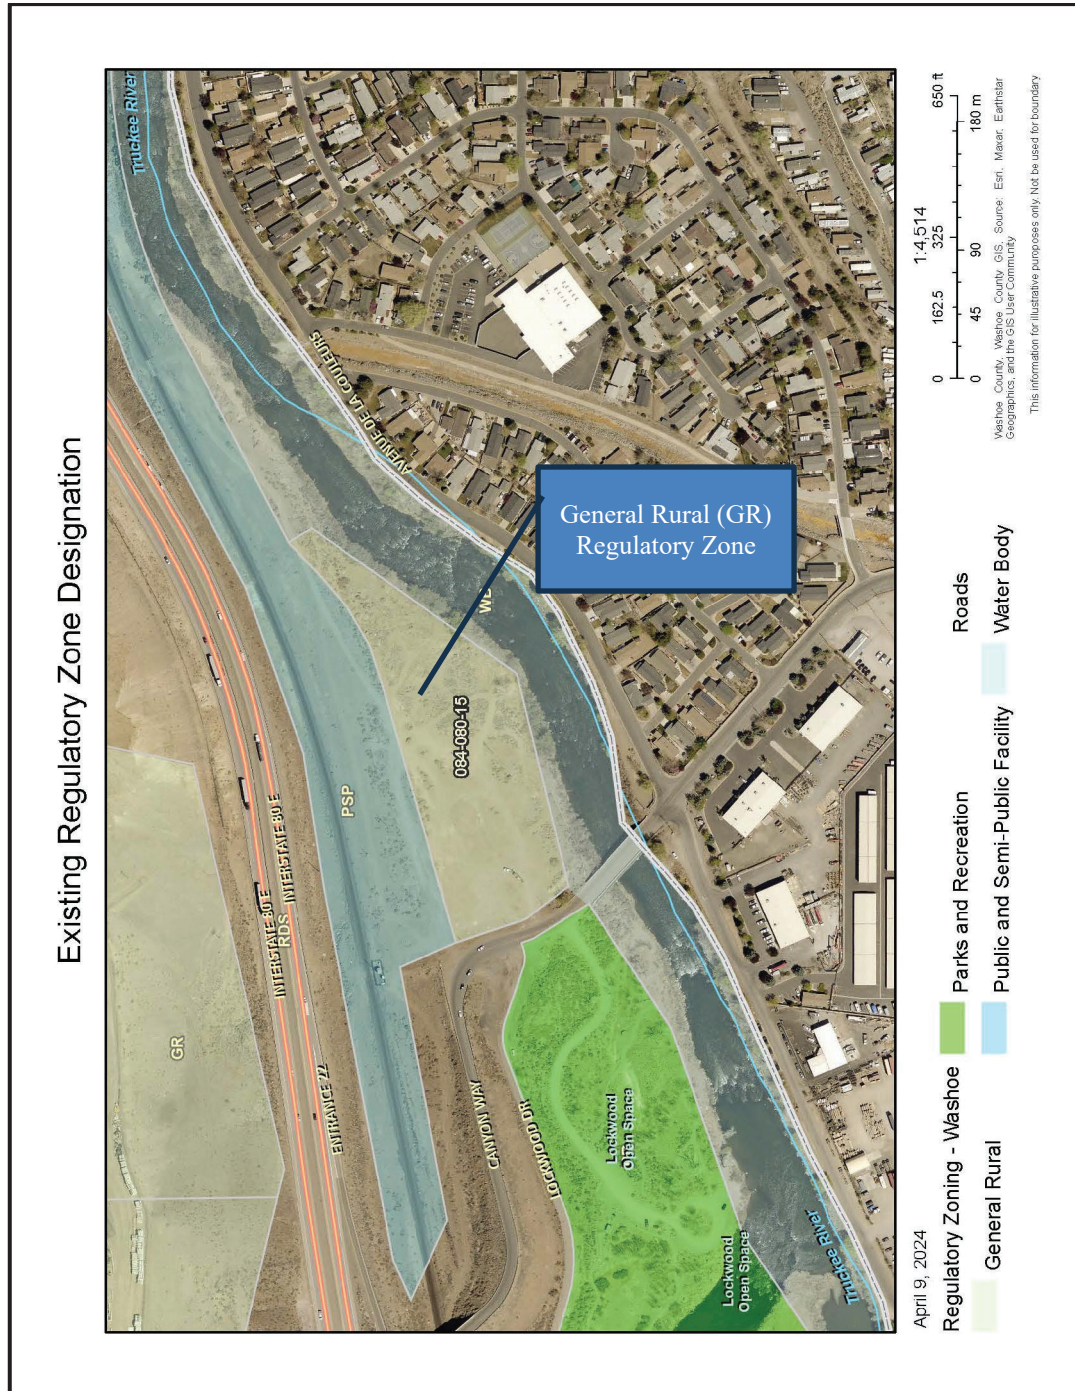 Existing Regulatory Zone Designation
Truckee River
AVENUE DE LA COULEURS
General Rural (GR)
Regulatory Zone
084-080-15
PSP
GR
INTERSTATE 80 E
INTERSTATE 80 E
RDS
ENTRANCE 22
CANYON WAY
LOCKWOOD DR
Lockwood
Open Space
Lockwood
Open Space
Truckee River
April 9, 2024
Regulatory Zoning - Washoe
General Rural
Parks and Recreation
Public and Semi-Public Facility
Roads
Water Body
1:4,514
0 162.5 325 650 ft
0 45 90 180 m
Washoe County, Washoe County GIS, Source: Esri, Maxar, Earthstar
Geographics, and the GIS User Community
This information for illustrative puroposes only. Not be used for boundary